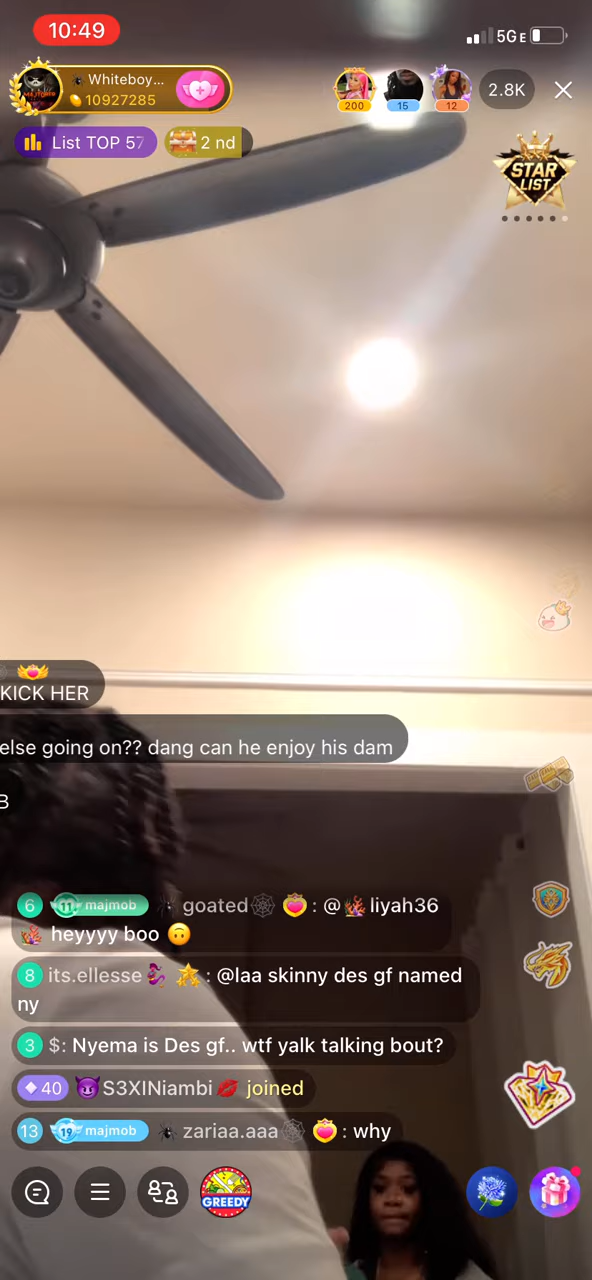 10:49
5G E
Whiteboy...
10927285
200
15
12
2.8K
List TOP 57
2 nd
STAR
LIST
KICK HER
else going on?? dang can he enjoy his dam
B
6 11 majmob goated : @ liyah36
heyyyy boo
8 its.ellesse : @laa skinny des gf named
ny
3 $: Nyema is Des gf.. wtf yalk talking bout?
40 S3XINiambi joined
13 19 majmob zariaa.aaa : why
GREEDY